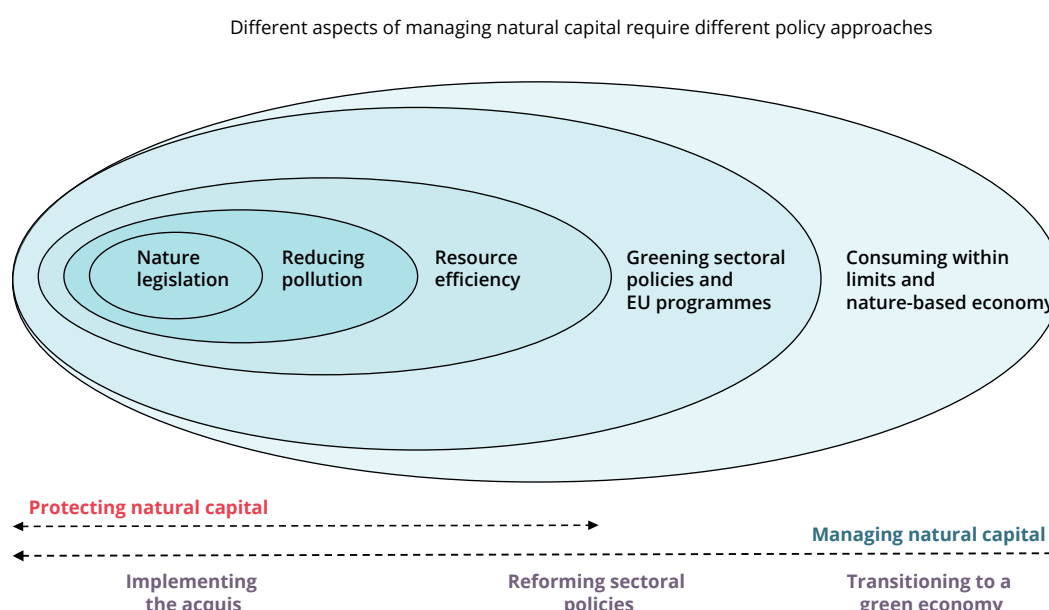 Different aspects of managing natural capital require different policy approaches
Nature
legislation
Reducing
pollution
Resource
efficiency
Greening sectoral
policies and
EU programmes
Consuming within
limits and
nature-based economy
Protecting natural capital
Managing natural capital
Implementing
the acquis
Reforming sectoral
policies
Transitioning to a
green economy